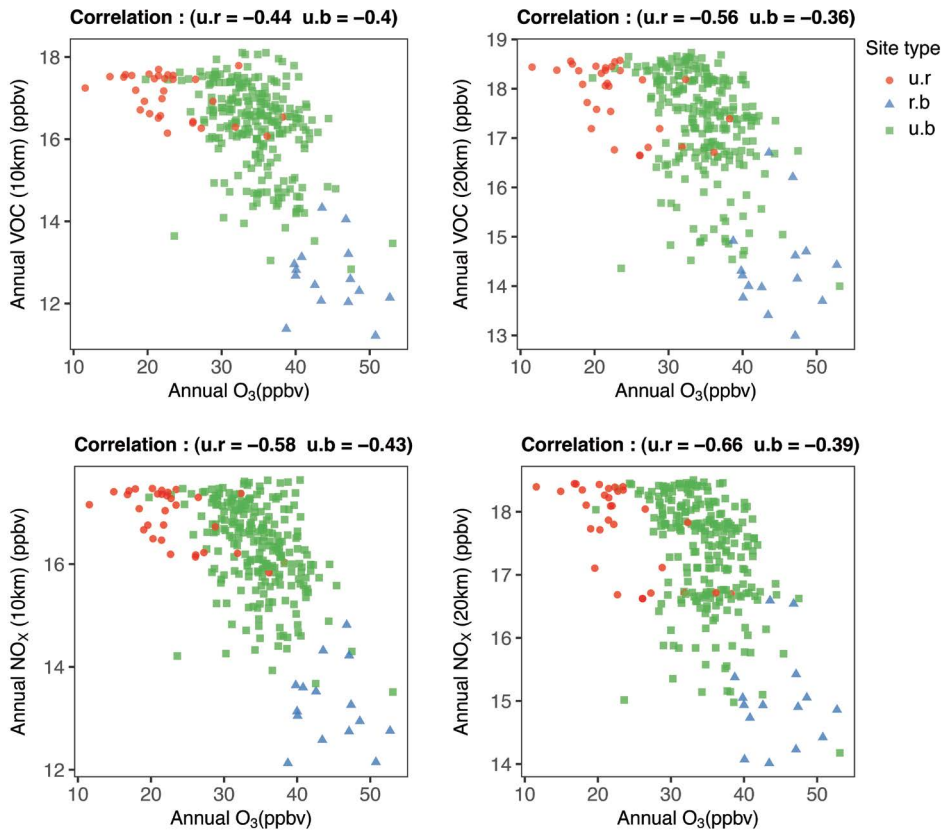 Correlation : (u.r = −0.44 u.b = −0.4)
Annual VOC (10km) (ppbv)
18
16
14
12
10 20 30 40 50
Annual O₃(ppbv)
Correlation : (u.r = −0.56 u.b = −0.36)
Annual VOC (20km) (ppbv)
19
18
17
16
15
14
13
10 20 30 40 50
Annual O₃(ppbv)
Site type
u.r
r.b
u.b
Correlation : (u.r = −0.58 u.b = −0.43)
Annual NOX (10km) (ppbv)
16
14
12
10 20 30 40 50
Annual O₃(ppbv)
Correlation : (u.r = −0.66 u.b = −0.39)
Annual NOX (20km) (ppbv)
18
17
16
15
14
10 20 30 40 50
Annual O₃(ppbv)